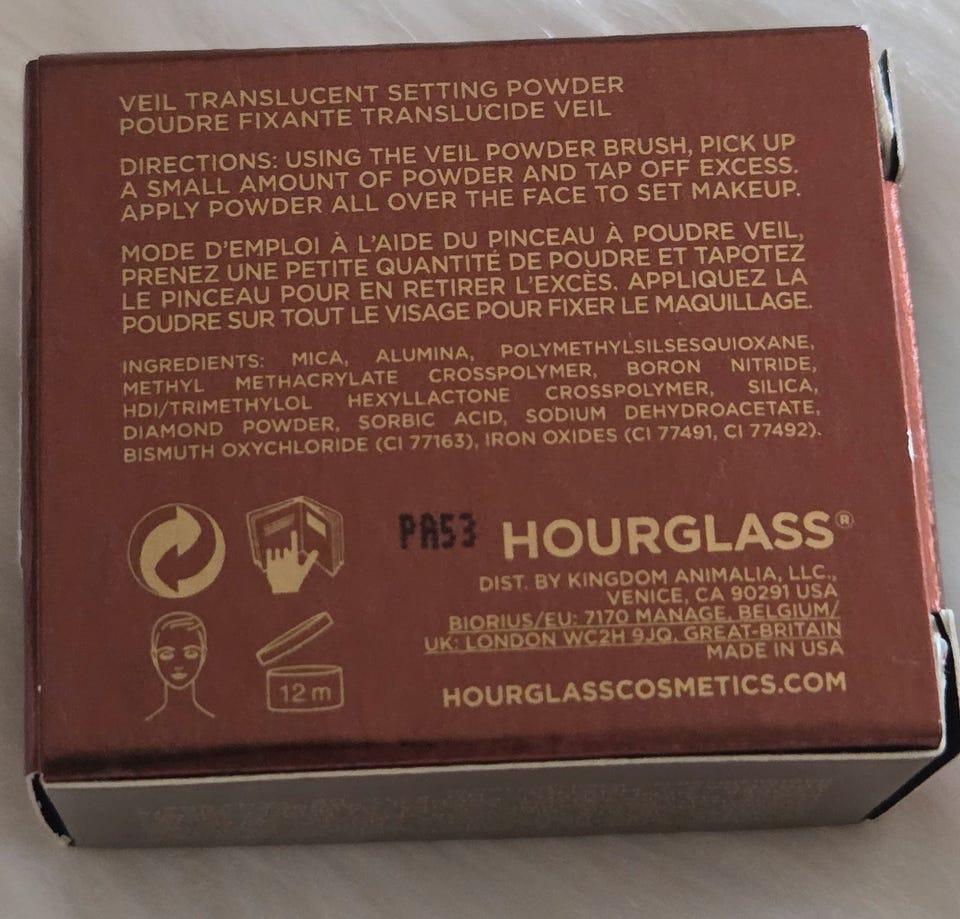 VEIL TRANSLUCENT SETTING POWDER
POUDRE FIXANTE TRANSLUCIDE VEIL
DIRECTIONS: USING THE VEIL POWDER BRUSH, PICK UP
A SMALL AMOUNT OF POWDER AND TAP OFF EXCESS.
APPLY POWDER ALL OVER THE FACE TO SET MAKEUP.
MODE D'EMPLOI À L'AIDE DU PINCEAU À POUDRE VEIL,
PRENEZ UNE PETITE QUANTITÉ DE POUDRE ET TAPOTEZ
LE PINCEAU POUR EN RETIRER L'EXCÈS. APPLIQUEZ LA
POUDRE SUR TOUT LE VISAGE POUR FIXER LE MAQUILLAGE.
INGREDIENTS: MICA, ALUMINA, POLYMETHYLSILSESQUIOXANE,
METHYL METHACRYLATE CROSSPOLYMER, BORON NITRIDE,
HDI/TRIMETHYLOL HEXYLLACTONE CROSSPOLYMER, SILICA,
DIAMOND POWDER, SORBIC ACID, SODIUM DEHYDROACETATE,
BISMUTH OXYCHLORIDE (CI 77163), IRON OXIDES (CI 77491, CI 77492).
PA53 HOURGLASS®
DIST. BY KINGDOM ANIMALIA, LLC.,
VENICE, CA 90291 USA
BIORIUS/EU: 7170 MANAGE, BELGIUM/
UK: LONDON WC2H 9JQ, GREAT-BRITAIN
MADE IN USA
12 m
HOURGLASSCOSMETICS.COM